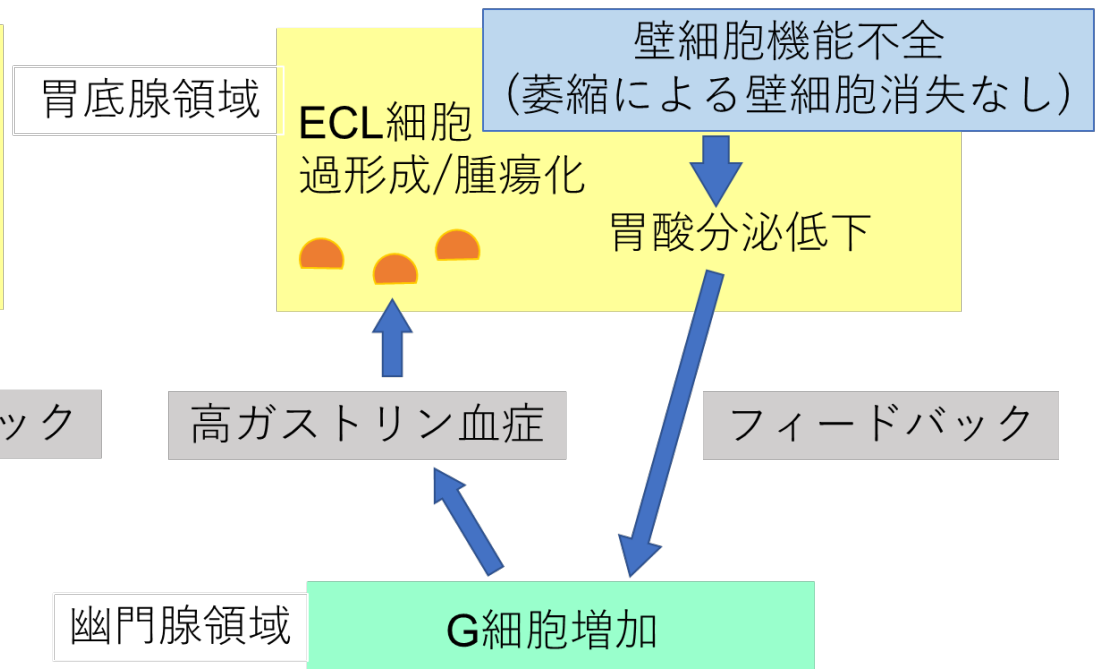 壁細胞機能不全
(萎縮による壁細胞消失なし)
胃底腺領域
ECL細胞
過形成/腫瘍化
胃酸分泌低下
ック
高ガストリン血症
フィードバック
幽門腺領域
G細胞増加